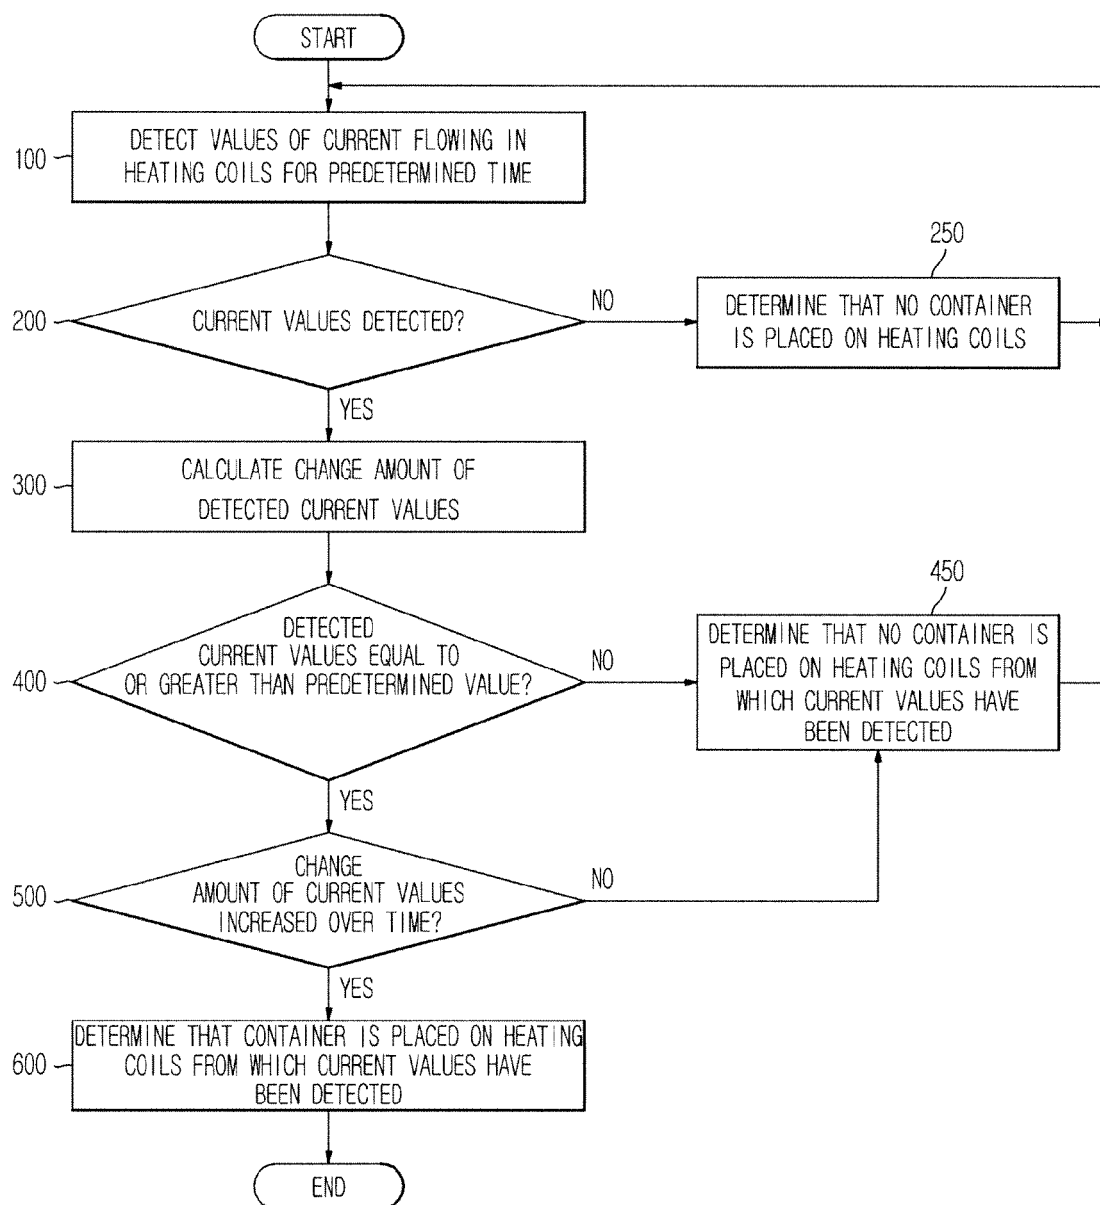 START
100
DETECT VALUES OF CURRENT FLOWING IN
HEATING COILS FOR PREDETERMINED TIME
200
CURRENT VALUES DETECTED?
NO
250
DETERMINE THAT NO CONTAINER
IS PLACED ON HEATING COILS
YES
300
CALCULATE CHANGE AMOUNT OF
DETECTED CURRENT VALUES
400
DETECTED
CURRENT VALUES EQUAL TO
OR GREATER THAN PREDETERMINED VALUE?
NO
450
DETERMINE THAT NO CONTAINER IS
PLACED ON HEATING COILS FROM
WHICH CURRENT VALUES HAVE
BEEN DETECTED
YES
500
CHANGE
AMOUNT OF CURRENT VALUES
INCREASED OVER TIME?
NO
YES
600
DETERMINE THAT CONTAINER IS PLACED ON HEATING
COILS FROM WHICH CURRENT VALUES HAVE
BEEN DETECTED
END